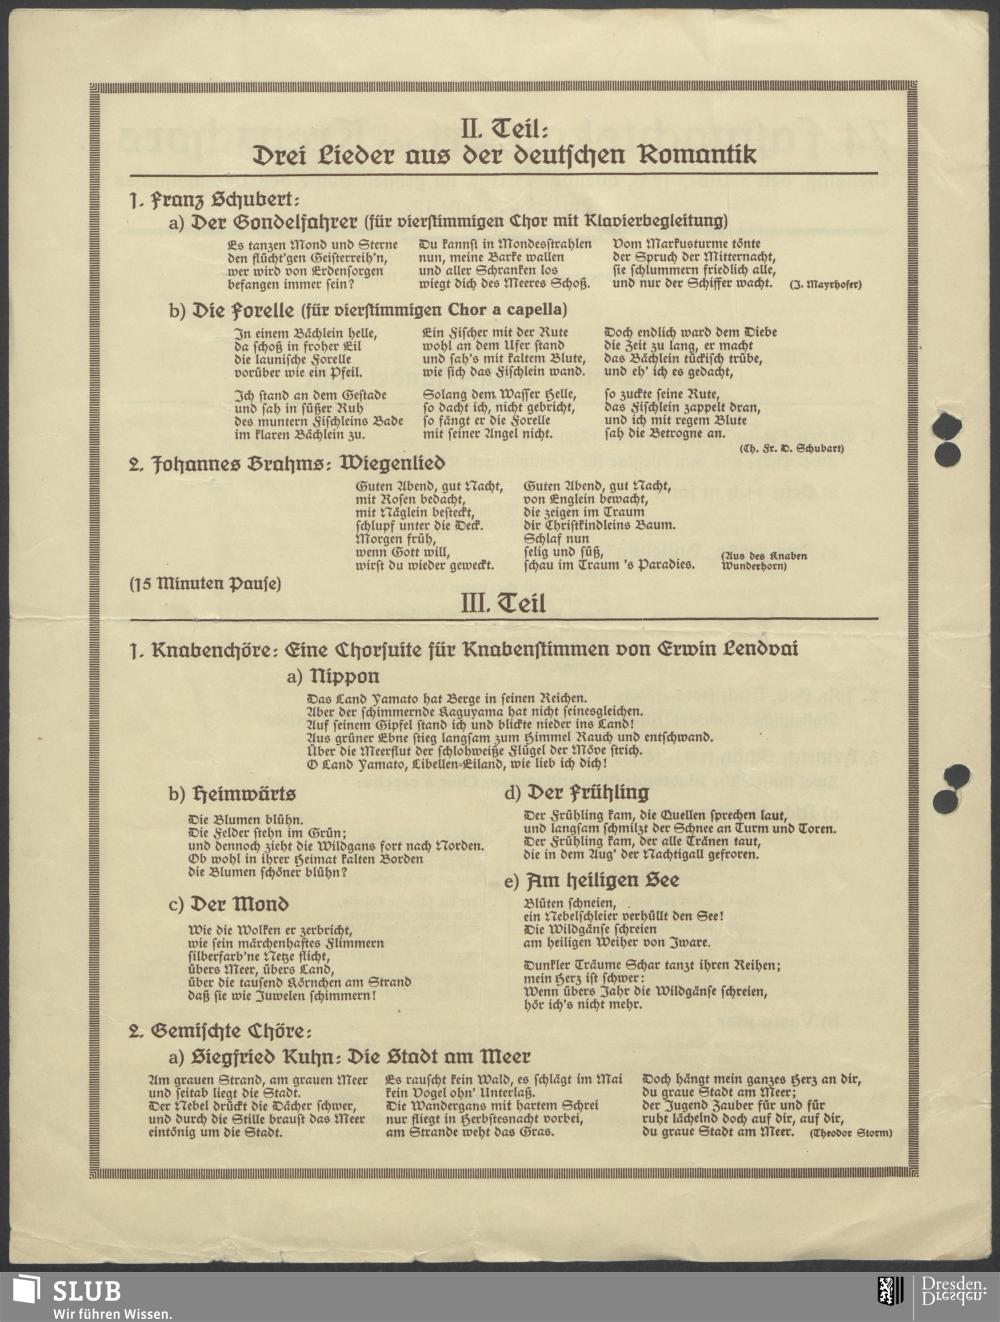 II. Teil:
Drei Lieder aus der deutschen Romantik
1. Franz Schubert:
a) Der Gondelfahrer (für vierstimmigen Chor mit Klavierbegleitung)
Es tanzen Mond und Sterne
den flücht'gen Geisterreih'n,
wer wird von Erdensorgen
befangen immer sein?
Du kannst in Mondesstrahlen
nun, meine Barke wallen
und aller Schranken los
wiegt dich des Meeres Schoß.
Vom Markusturme tönte
der Spruch der Mitternacht,
sie schlummern friedlich alle,
und nur der Schiffer wacht. (J. Mayrhofer)
b) Die Forelle (für vierstimmigen Chor a capella)
In einem Bächlein helle,
da schoß in froher Eil
die launische Forelle
vorüber wie ein Pfeil.
Ich stand an dem Gestade
und sah in süßer Ruh
des muntern Fischleins Bade
im klaren Bächlein zu.
Ein Fischer mit der Rute
wohl an dem Ufer stand
und sah's mit kaltem Blute,
wie sich das Fischlein wand.
Solang dem Wasser Helle,
so dacht ich, nicht gebricht,
so fängt er die Forelle
mit seiner Angel nicht.
Doch endlich ward dem Diebe
die Zeit zu lang, er macht
das Bächlein tückisch trübe,
und eh' ich es gedacht,
so zuckte seine Rute,
das Fischlein zappelt dran,
und ich mit regem Blute
sah die Betrogne an.
(Ch. Fr. D. Schubart)
2. Johannes Brahms: Wiegenlied
Guten Abend, gut Nacht,
mit Rosen bedacht,
mit Näglein besteckt,
schlupf unter die Deck.
Morgen früh,
wenn Gott will,
wirst du wieder geweckt.
Guten Abend, gut Nacht,
von Englein bewacht,
die zeigen im Traum
dir Christkindleins Baum.
Schlaf nun
selig und süß,
schau im Traum 's Paradies.
(Aus des Knaben
Wunderhorn)
(15 Minuten Pause)
III. Teil
1. Knabenchöre: Eine Chorsuite für Knabenstimmen von Erwin Lendvai
a) Nippon
Das Land Yamato hat Berge in seinen Reichen.
Aber der schimmernde Kaguyama hat nicht seinesgleichen.
Auf seinem Gipfel stand ich und blickte nieder ins Land!
Aus grüner Ebne stieg langsam zum Himmel Rauch und entschwand.
Über die Meerflut der schlohweiße Flügel der Möve strich.
O Land Yamato, Libellen-Eiland, wie lieb ich dich!
b) Heimwärts
Die Blumen blühn.
Die Felder stehn im Grün;
und dennoch zieht die Wildgans fort nach Norden.
Ob wohl in ihrer Heimat kalten Borden
die Blumen schöner blühn?
c) Der Mond
Wie die Wolken er zerbricht,
wie sein märchenhaftes Flimmern
silberfarb'ne Netze flicht,
übers Meer, übers Land,
über die tausend Körnchen am Strand
daß sie wie Juwelen schimmern!
d) Der Frühling
Der Frühling kam, die Quellen sprechen laut,
und langsam schmilzt der Schnee an Turm und Toren.
Der Frühling kam, der alle Tränen taut,
die in dem Aug' der Nachtigall gefroren.
e) Am heiligen See
Blüten schneien,
ein Nebelschleier verhüllt den See!
Die Wildgänse schreien
am heiligen Weiher von Iware.
Dunkler Träume Schar tanzt ihren Reihen;
mein Herz ist schwer:
Wenn übers Jahr die Wildgänse schreien,
hör ich's nicht mehr.
2. Gemischte Chöre:
a) Siegfried Kuhn: Die Stadt am Meer
Am grauen Strand, am grauen Meer
und seitab liegt die Stadt.
Der Nebel drückt die Dächer schwer,
und durch die Stille braust das Meer
eintönig um die Stadt.
Es rauscht kein Wald, es schlägt im Mai
kein Vogel ohn' Unterlaß.
Die Wandergans mit hartem Schrei
nur fliegt in Herbstesnacht vorbei,
am Strande weht das Gras.
Doch hängt mein ganzes Herz an dir,
du graue Stadt am Meer;
der Jugend Zauber für und für
ruht lächelnd doch auf dir, auf dir,
du graue Stadt am Meer. (Theodor Storm)
SLUB
Wir führen Wissen.
Dresden.
Dresden.